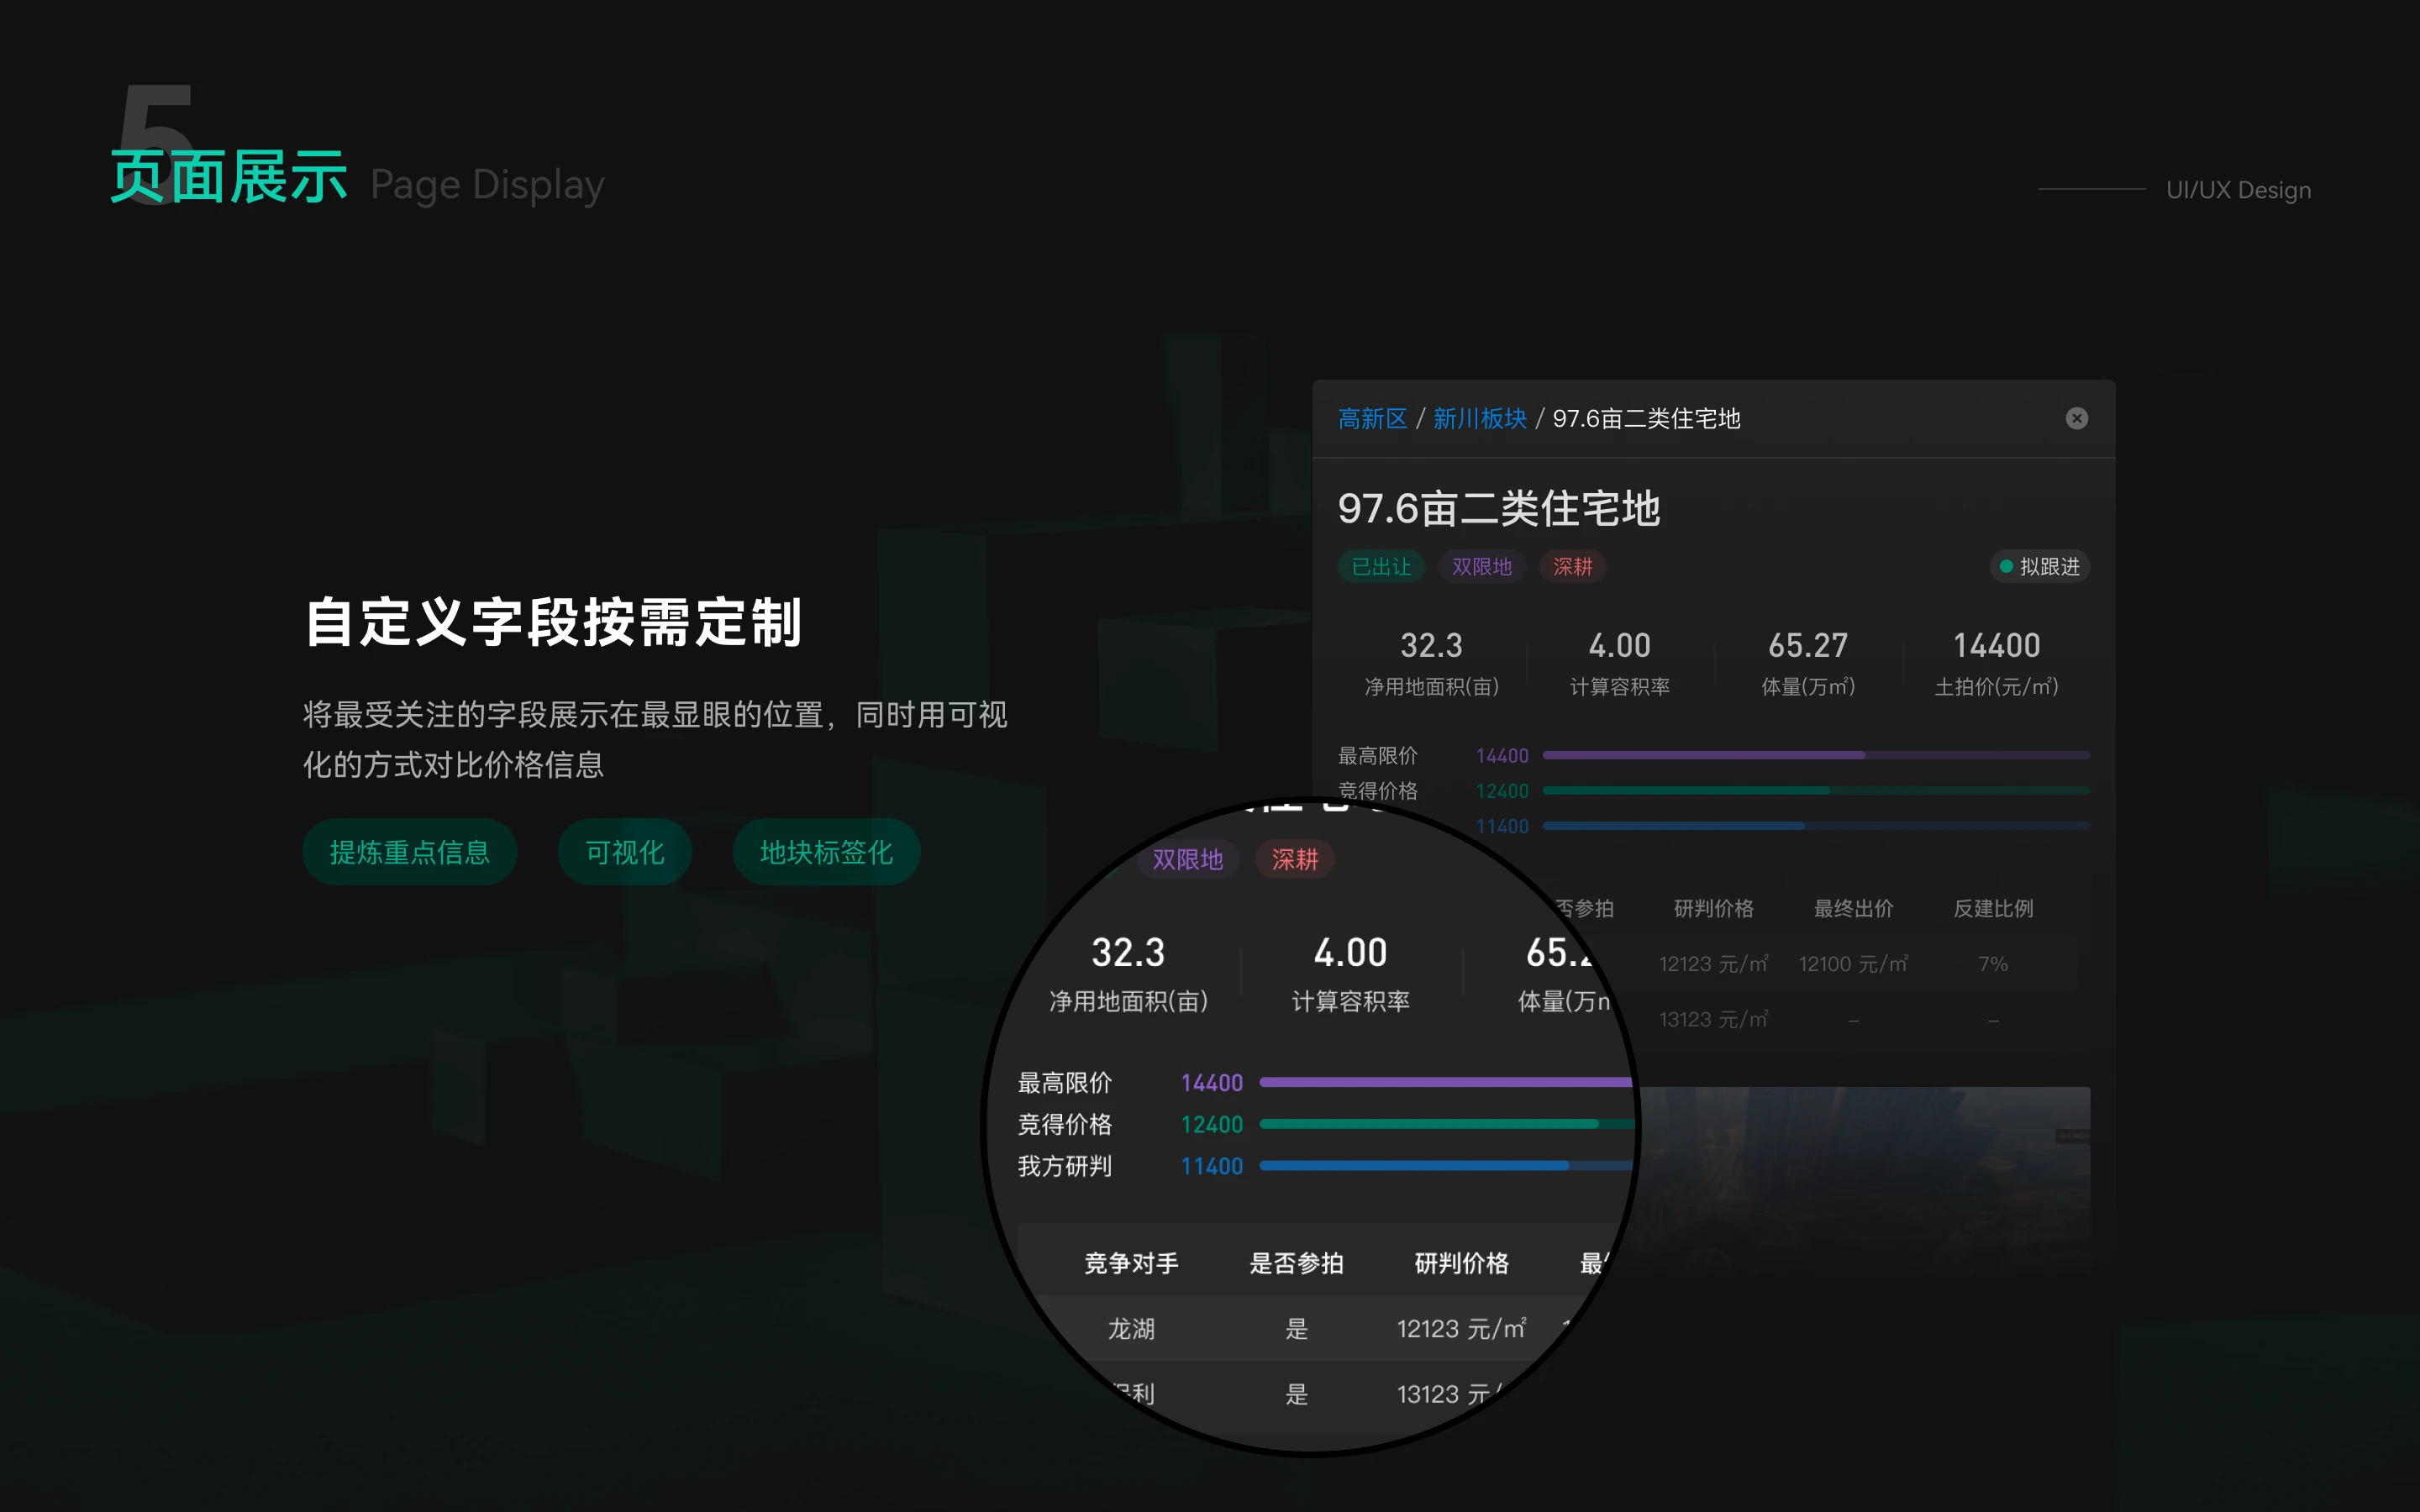 5
页面展示 Page Display
UI/UX Design
自定义字段按需定制
将最受关注的字段展示在最显眼的位置，同时用可视
化的方式对比价格信息
提炼重点信息 可视化 地块标签化
高新区 / 新川板块 / 97.6亩二类住宅地
97.6亩二类住宅地
已出让 双限地 深耕 拟跟进
32.3 4.00 65.27 14400
净用地面积(亩) 计算容积率 体量(万㎡) 土拍价(元/㎡)
最高限价 14400
竞得价格 12400
11400
否参拍 研判价格 最终出价 反建比例
12123 元/㎡ 12100 元/㎡ 7%
13123 元/㎡ – –
双限地 深耕
32.3 4.00 65.2
净用地面积(亩) 计算容积率 体量(万
最高限价 14400
竞得价格 12400
我方研判 11400
竞争对手 是否参拍 研判价格 最
龙湖 是 12123 元/㎡
利 是 13123 元/